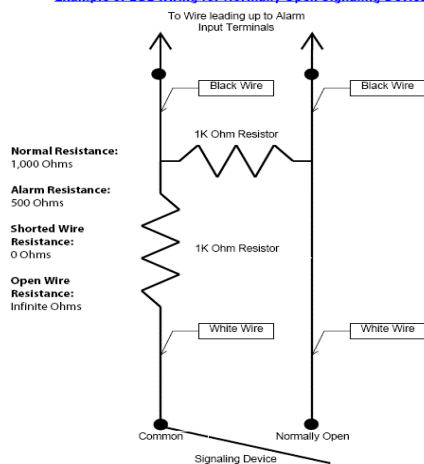 To Wire leading up to Alarm
Input Terminals
Black Wire
Black Wire
1K Ohm Resistor
Normal Resistance:
1,000 Ohms
Alarm Resistance:
500 Ohms
Shorted Wire
Resistance:
0 Ohms
Open Wire
Resistance:
Infinite Ohms
1K Ohm Resistor
White Wire
White Wire
Common
Normally Open
Signaling Device